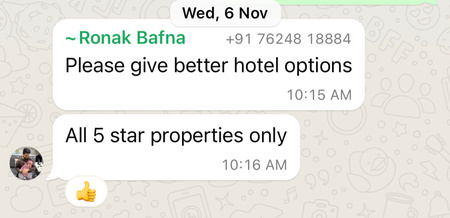 Wed, 6 Nov
~Ronak Bafna +91 76248 18884
Please give better hotel options
10:15 AM
All 5 star properties only
10:16 AM